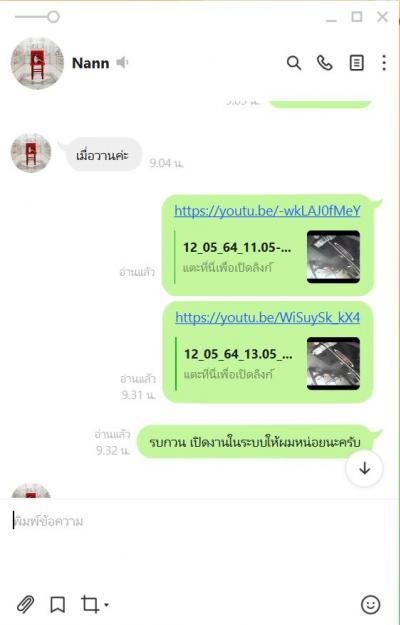 Nann
เมื่อวานค่ะ
9.04 น.
https://youtu.be/-wkLAJ0fMeY
12_05_64_11.05-...
แตะที่นี่เพื่อเปิดลิงก์
อ่านแล้ว
https://youtu.be/WiSuySk_kX4
12_05_64_13.05_...
แตะที่นี่เพื่อเปิดลิงก์
อ่านแล้ว
9.31 น.
อ่านแล้ว
9.32 น.
รบกวน เปิดงานในระบบให้ผมหน่อยนะครับ
พิมพ์ข้อความ